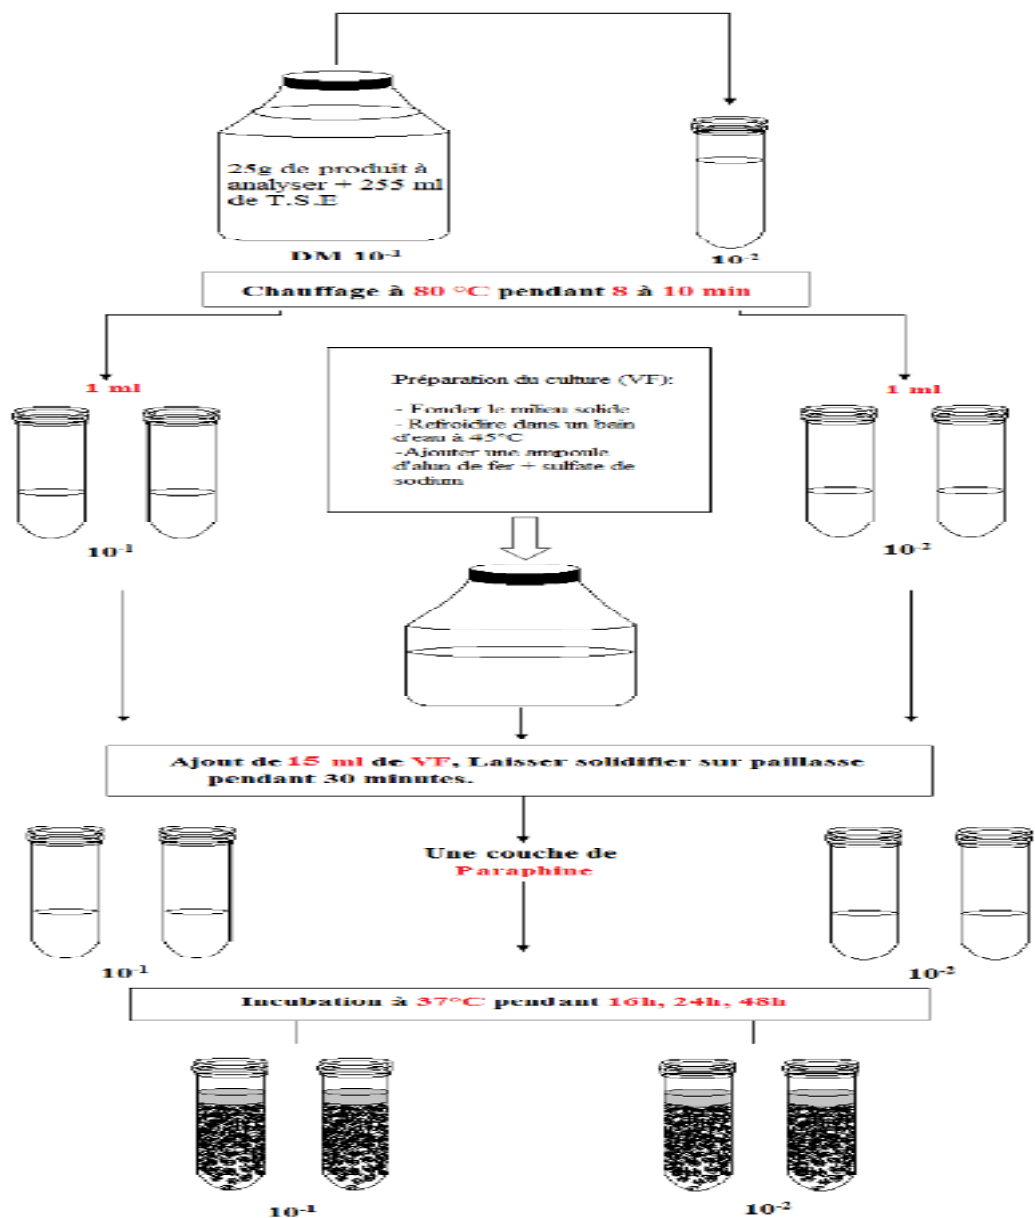 25g de produit à
analyser + 255 ml
de T.S.E
DM 10⁻¹
10⁻²
Chauffage à 80 °C pendant 8 à 10 min
1 ml
1 ml
Préparation du culture (VF):
- Fonder le milieu solide
- Refroidire dans un bain
d'eau à 45°C
-Ajouter une ampoule
d'alun de fer + sulfate de
sodium
10⁻¹
10⁻²
Ajout de 15 ml de VF, Laisser solidifier sur paillasse
pendant 30 minutes.
Une couche de
Paraphine
10⁻¹
10⁻²
Incubation à 37°C pendant 16h, 24h, 48h
10⁻¹
10⁻²